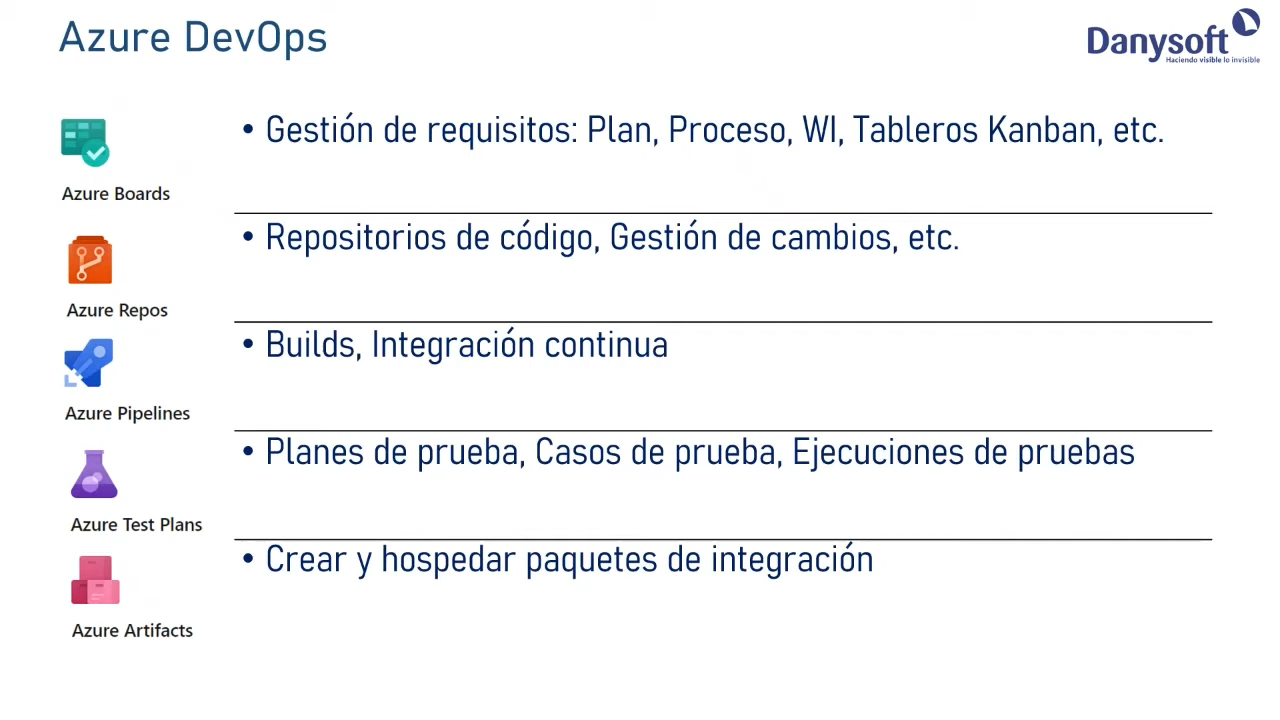 Azure DevOps
Danysoft
Haciendo visible lo invisible
• Gestión de requisitos: Plan, Proceso, WI, Tableros Kanban, etc.
Azure Boards
• Repositorios de código, Gestión de cambios, etc.
Azure Repos
• Builds, Integración continua
Azure Pipelines
• Planes de prueba, Casos de prueba, Ejecuciones de pruebas
Azure Test Plans
• Crear y hospedar paquetes de integración
Azure Artifacts